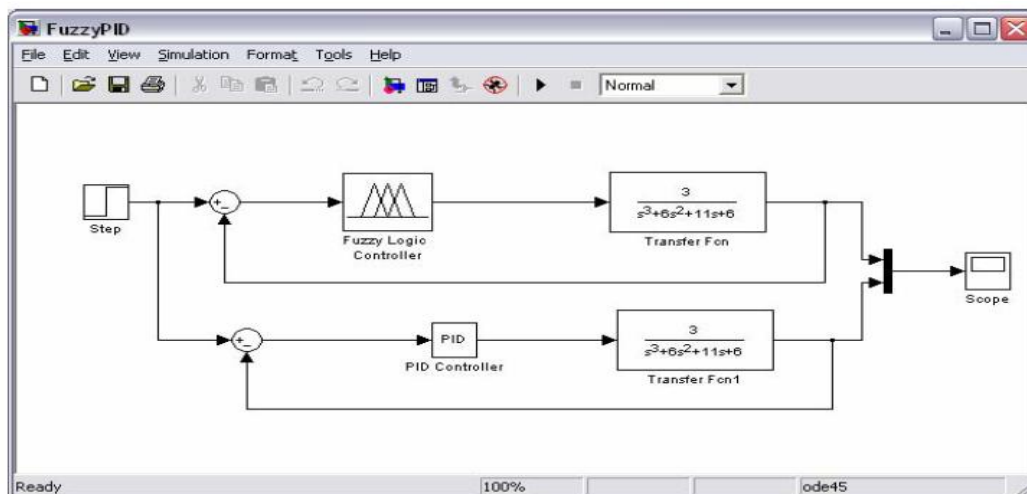 FuzzyPID
File Edit View Simulation Format Tools Help
Normal
Step
+
-
Fuzzy Logic
Controller
3
s³+6s²+11s+6
Transfer Fcn
Scope
+
-
PID
PID Controller
3
s³+6s²+11s+6
Transfer Fcn1
Ready 100% ode45